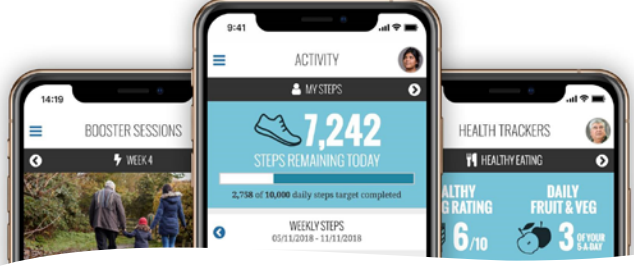 14:19
BOOSTER SESSIONS
WEEK 4
9:41
ACTIVITY
MY STEPS
7,242
STEPS REMAINING TODAY
2,758 of 10,000 daily steps target completed
WEEKLY STEPS
05/11/2018 - 11/11/2018
HEALTH TRACKERS
HEALTHY EATING
ALTHY
G RATING
6/10
DAILY
FRUIT & VEG
3 OF YOUR
5-A-DAY